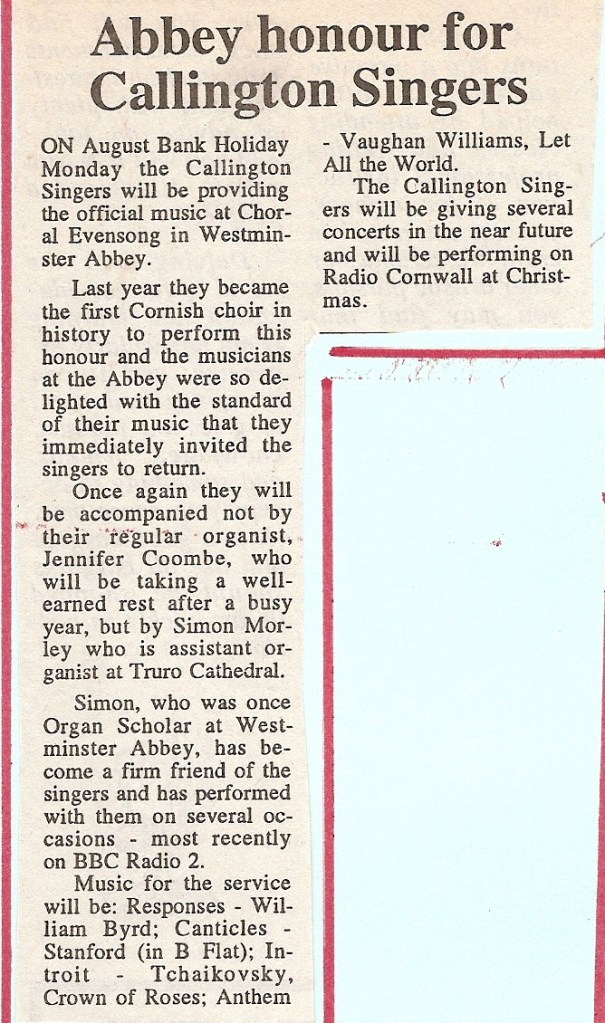 Abbey honour for
Callington Singers
ON August Bank Holiday
Monday the Callington
Singers will be providing
the official music at Chor-
al Evensong in Westmin-
ster Abbey.
Last year they became
the first Cornish choir in
history to perform this
honour and the musicians
at the Abbey were so de-
lighted with the standard
of their music that they
immediately invited the
singers to return.
Once again they will
be accompanied not by
their regular organist,
Jennifer Coombe, who
will be taking a well-
earned rest after a busy
year, but by Simon Mor-
ley who is assistant or-
ganist at Truro Cathedral.
Simon, who was once
Organ Scholar at West-
minster Abbey, has be-
come a firm friend of the
singers and has performed
with them on several oc-
casions - most recently
on BBC Radio 2.
Music for the service
will be: Responses - Wil-
liam Byrd; Canticles -
Stanford (in B Flat); In-
troit - Tchaikovsky,
Crown of Roses; Anthem
- Vaughan Williams, Let
All the World.
The Callington Sing-
ers will be giving several
concerts in the near future
and will be performing on
Radio Cornwall at Christ-
mas.